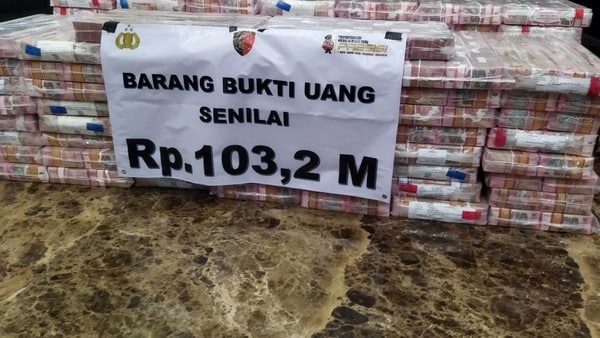 BARANG BUKTI UANG
SENILAI
Rp.103,2 M